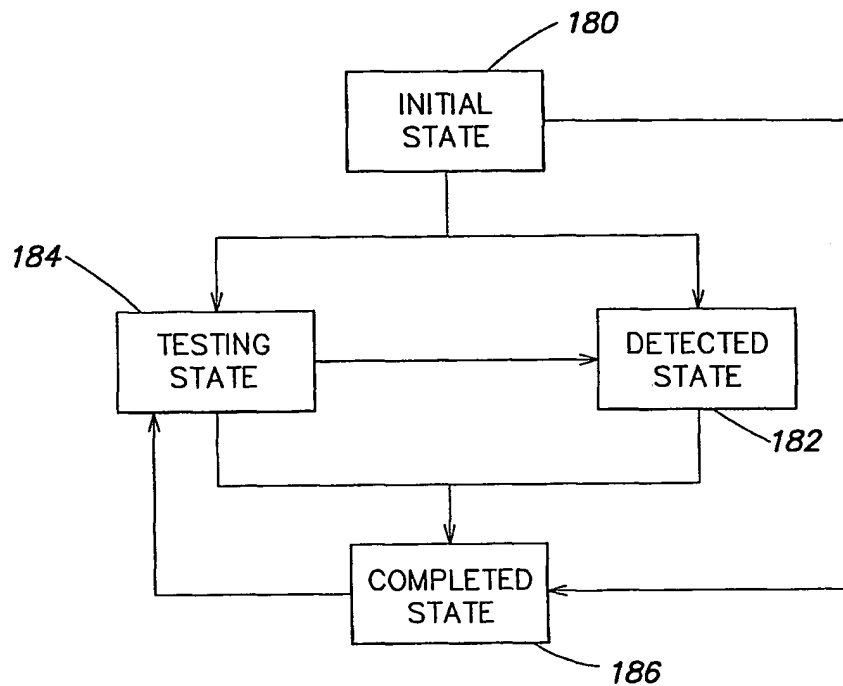 180
INITIAL
STATE
184
TESTING
STATE
DETECTED
STATE
182
COMPLETED
STATE
186